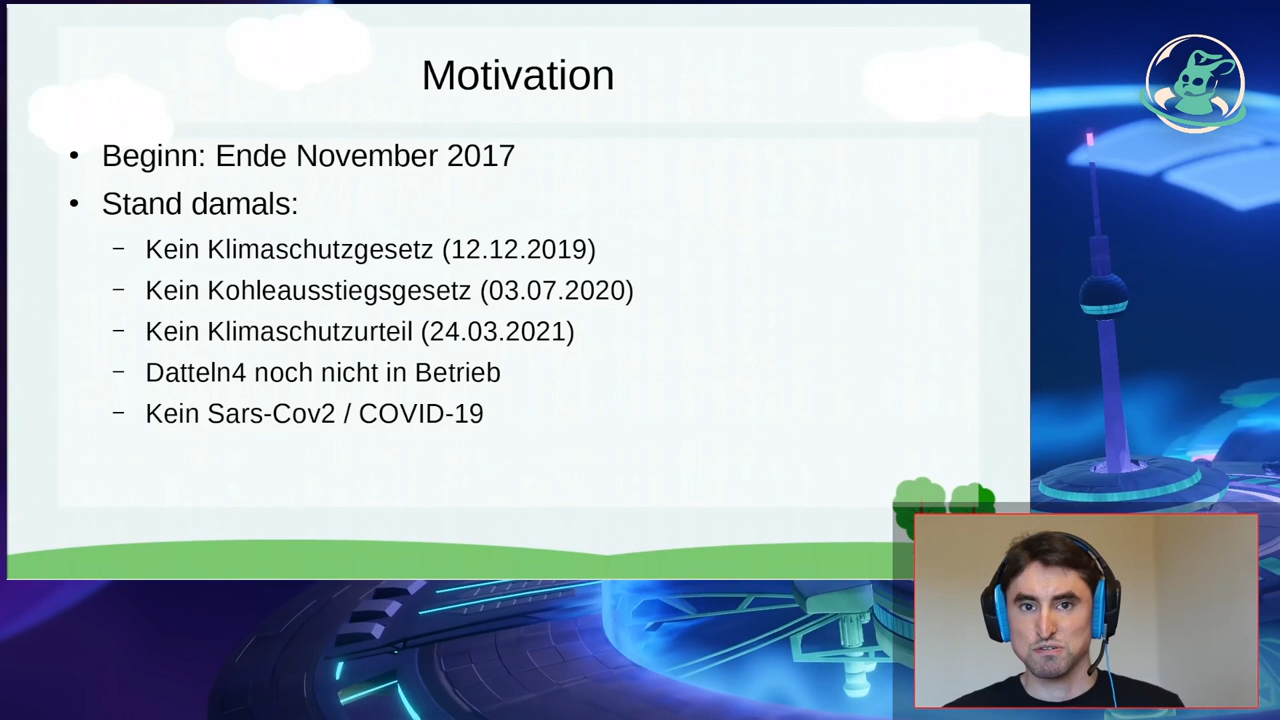 Motivation
• Beginn: Ende November 2017
• Stand damals:
– Kein Klimaschutzgesetz (12.12.2019)
– Kein Kohleausstiegsgesetz (03.07.2020)
– Kein Klimaschutzurteil (24.03.2021)
– Datteln4 noch nicht in Betrieb
– Kein Sars-Cov2 / COVID-19